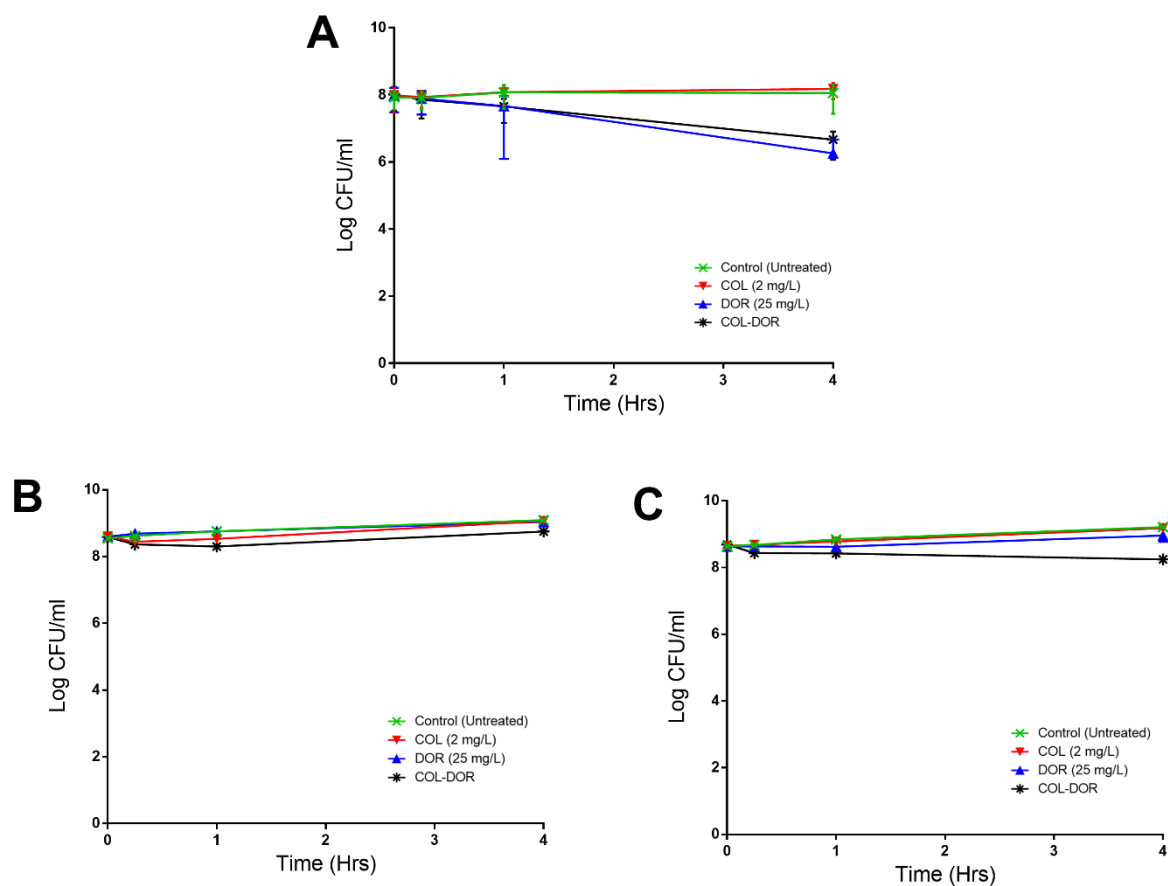 A
10
8
6
4
2
0
Log CFU/ml
0 1 2 3 4
Time (Hrs)
Control (Untreated)
COL (2 mg/L)
DOR (25 mg/L)
COL-DOR
B
10
8
6
4
2
0
Log CFU/ml
0 1 2 3 4
Time (Hrs)
Control (Untreated)
COL (2 mg/L)
DOR (25 mg/L)
COL-DOR
C
10
8
6
4
2
0
Log CFU/ml
0 1 2 3 4
Time (Hrs)
Control (Untreated)
COL (2 mg/L)
DOR (25 mg/L)
COL-DOR